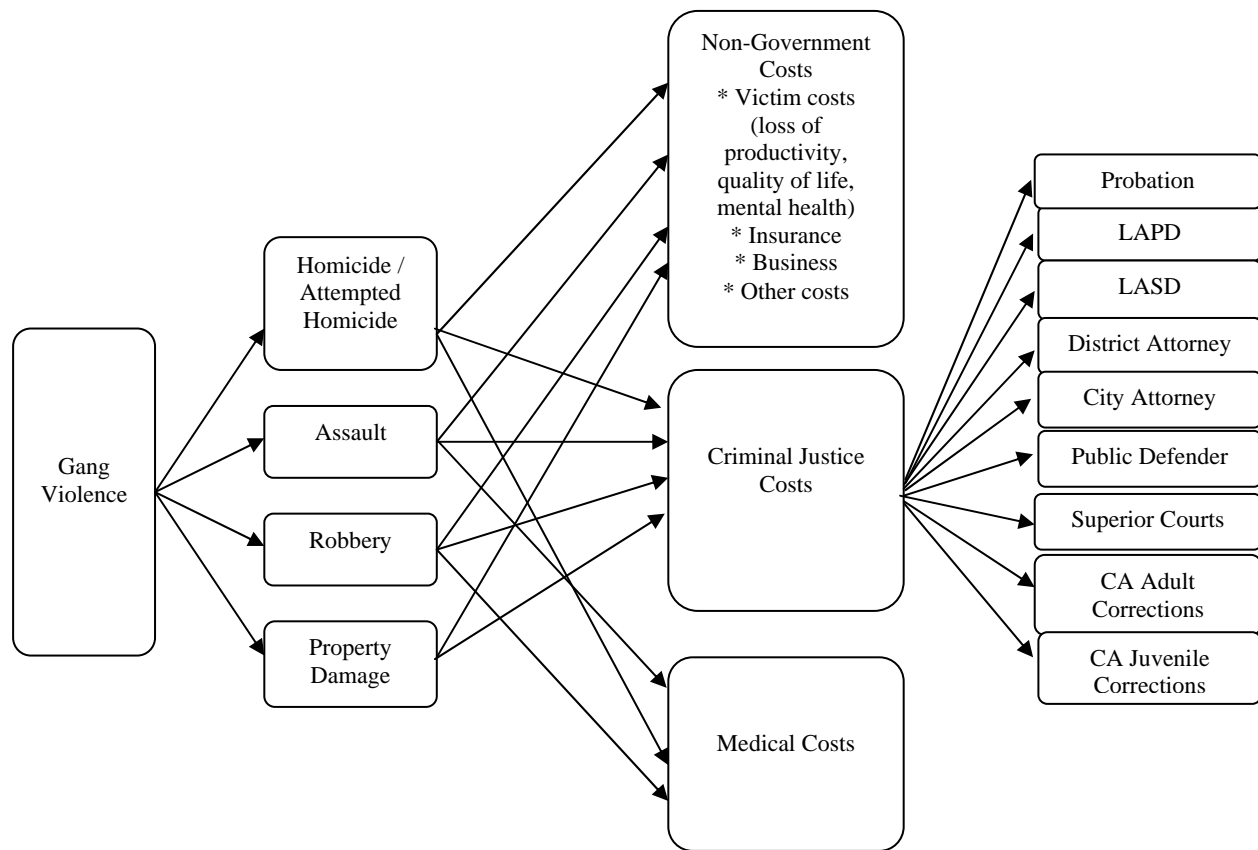 Gang
Violence
Homicide /
Attempted
Homicide
Assault
Robbery
Property
Damage
Non-Government
Costs
* Victim costs
(loss of
productivity,
quality of life,
mental health)
* Insurance
* Business
* Other costs
Criminal Justice
Costs
Medical Costs
Probation
LAPD
LASD
District Attorney
City Attorney
Public Defender
Superior Courts
CA Adult
Corrections
CA Juvenile
Corrections